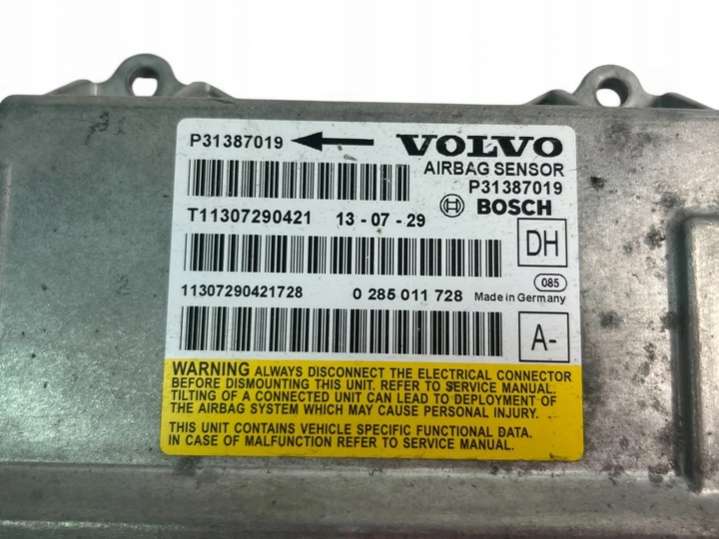 P31387019 VOLVO
AIRBAG SENSOR
P31387019
BOSCH
T11307290421 13 - 07 - 29
DH
085
11307290421728 0 285 011 728 Made in Germany
A-
WARNING ALWAYS DISCONNECT THE ELECTRICAL CONNECTOR
BEFORE DISMOUNTING THIS UNIT. REFER TO SERVICE MANUAL.
TILTING OF A CONNECTED UNIT CAN LEAD TO DEPLOYMENT OF
THE AIRBAG SYSTEM WHICH MAY CAUSE PERSONAL INJURY.
THIS UNIT CONTAINS VEHICLE SPECIFIC FUNCTIONAL DATA.
IN CASE OF MALFUNCTION REFER TO SERVICE MANUAL.